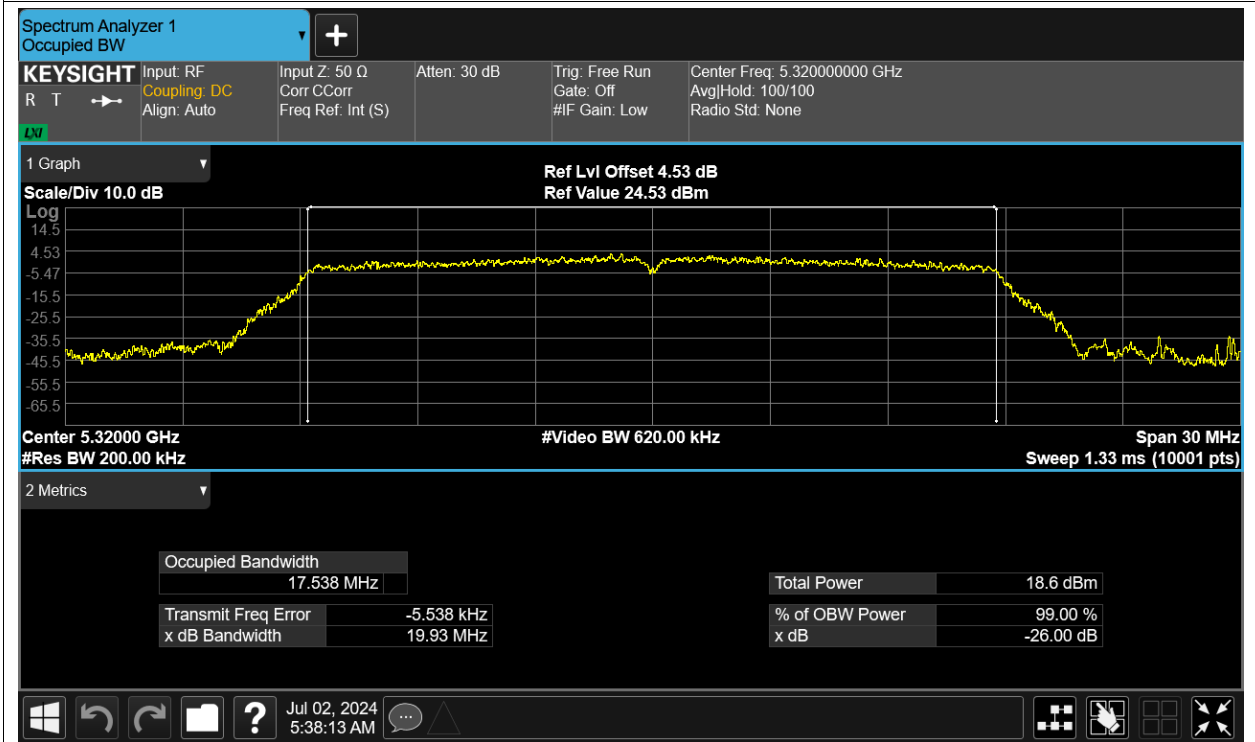 Spectrum Analyzer 1
Occupied BW
KEYSIGHT
R T
LXI
Input: RF
Coupling: DC
Align: Auto
Input Z: 50 Ω
Corr CCorr
Freq Ref: Int (S)
Atten: 30 dB
Trig: Free Run
Gate: Off
#IF Gain: Low
Center Freq: 5.320000000 GHz
Avg|Hold: 100/100
Radio Std: None
1 Graph
Ref Lvl Offset 4.53 dB
Scale/Div 10.0 dB
Ref Value 24.53 dBm
Log
14.5
4.53
-5.47
-15.5
-25.5
-35.5
-45.5
-55.5
-65.5
Center 5.32000 GHz
#Video BW 620.00 kHz
Span 30 MHz
#Res BW 200.00 kHz
Sweep 1.33 ms (10001 pts)
2 Metrics
Occupied Bandwidth
17.538 MHz
Total Power 18.6 dBm
Transmit Freq Error -5.538 kHz
% of OBW Power 99.00 %
x dB Bandwidth 19.93 MHz
x dB -26.00 dB
?
Jul 02, 2024
5:38:13 AM